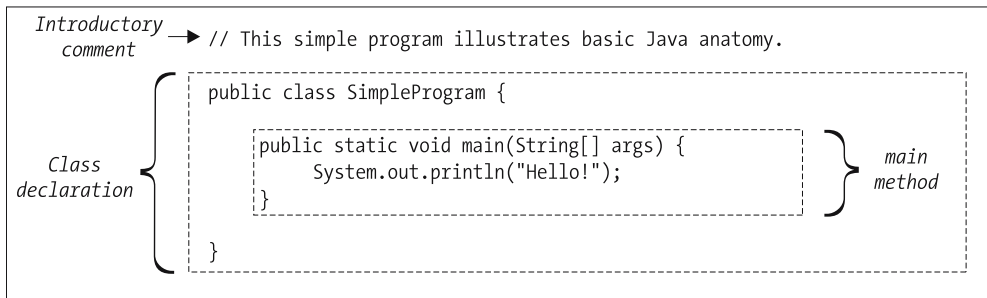 Introductory
comment
// This simple program illustrates basic Java anatomy.
public class SimpleProgram {
public static void main(String[] args) {
System.out.println("Hello!");
}
}
Class
declaration
main
method